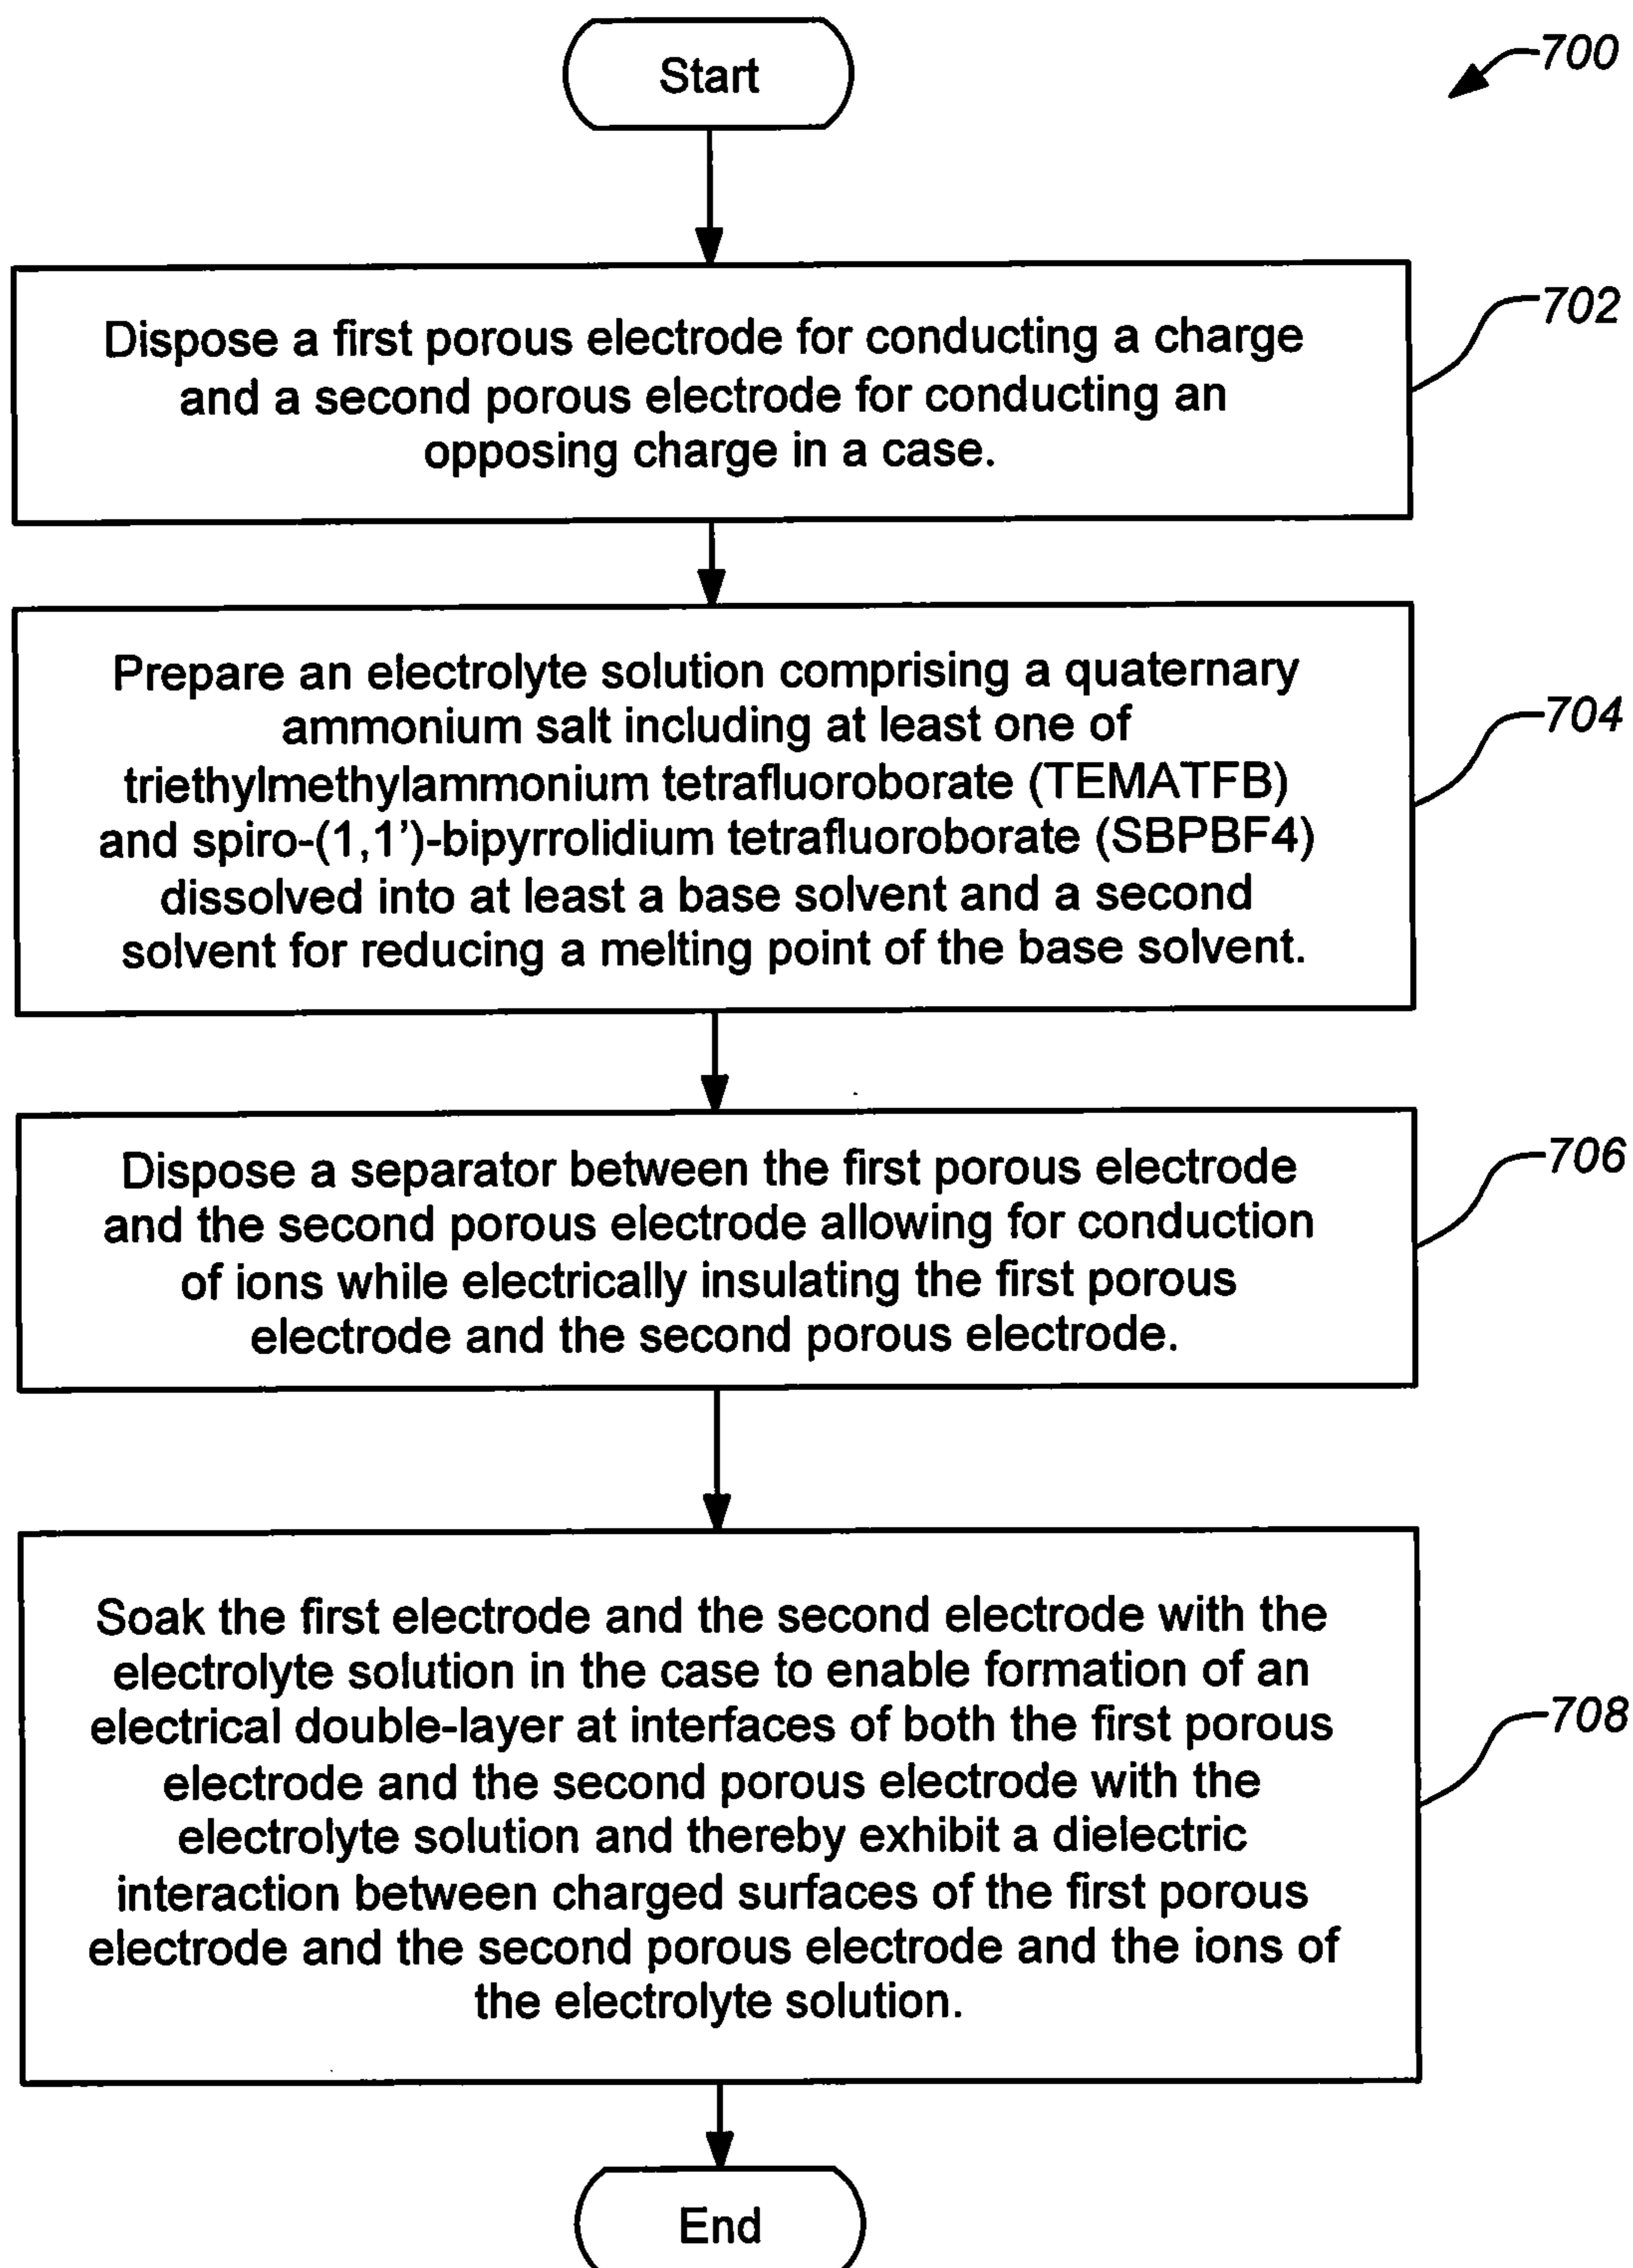 Start
700
Dispose a first porous electrode for conducting a charge
and a second porous electrode for conducting an
opposing charge in a case.
702
Prepare an electrolyte solution comprising a quaternary
ammonium salt including at least one of
triethylmethylammonium tetrafluoroborate (TEMATFB)
and spiro-(1,1’)-bipyrrolidium tetrafluoroborate (SBPBF4)
dissolved into at least a base solvent and a second
solvent for reducing a melting point of the base solvent.
704
Dispose a separator between the first porous electrode
and the second porous electrode allowing for conduction
of ions while electrically insulating the first porous
electrode and the second porous electrode.
706
Soak the first electrode and the second electrode with the
electrolyte solution in the case to enable formation of an
electrical double-layer at interfaces of both the first porous
electrode and the second porous electrode with the
electrolyte solution and thereby exhibit a dielectric
interaction between charged surfaces of the first porous
electrode and the second porous electrode and the ions of
the electrolyte solution.
708
End